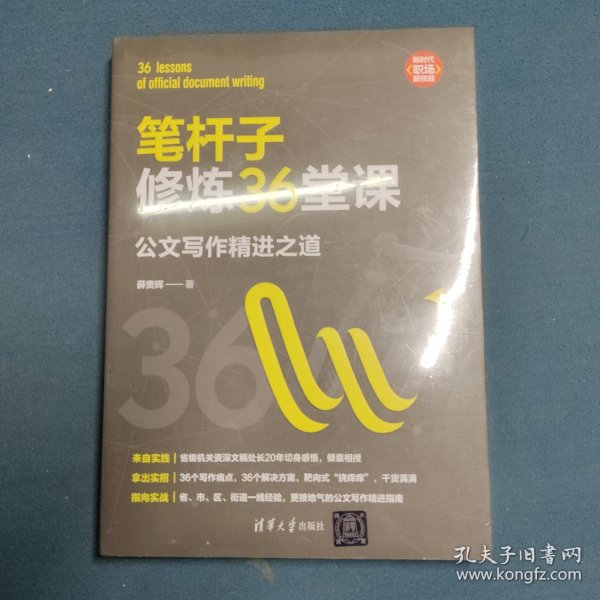 36 lessons
of official document writing
新时代
职场
新技能
笔杆子
修炼36堂课
公文写作精进之道
薛贵辉——著
36
来自实践 | 省级机关资深文稿处长20年切身感悟，倾囊相授
拿出实招 | 36个写作痛点，36个解决方案，靶向式“挠痒痒”，干货满满
指向实战 | 省、市、区、街道一线经验，更接地气的公文写作精进指南
清华大学出版社
孔夫子旧书网
www.kongfz.com